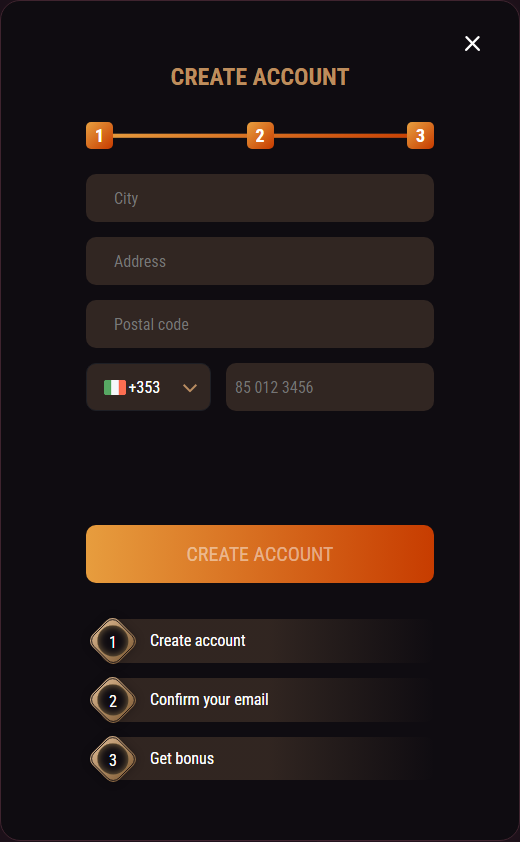 CREATE ACCOUNT
1 2 3
City
Address
Postal code
+353 85 012 3456
CREATE ACCOUNT
1 Create account
2 Confirm your email
3 Get bonus